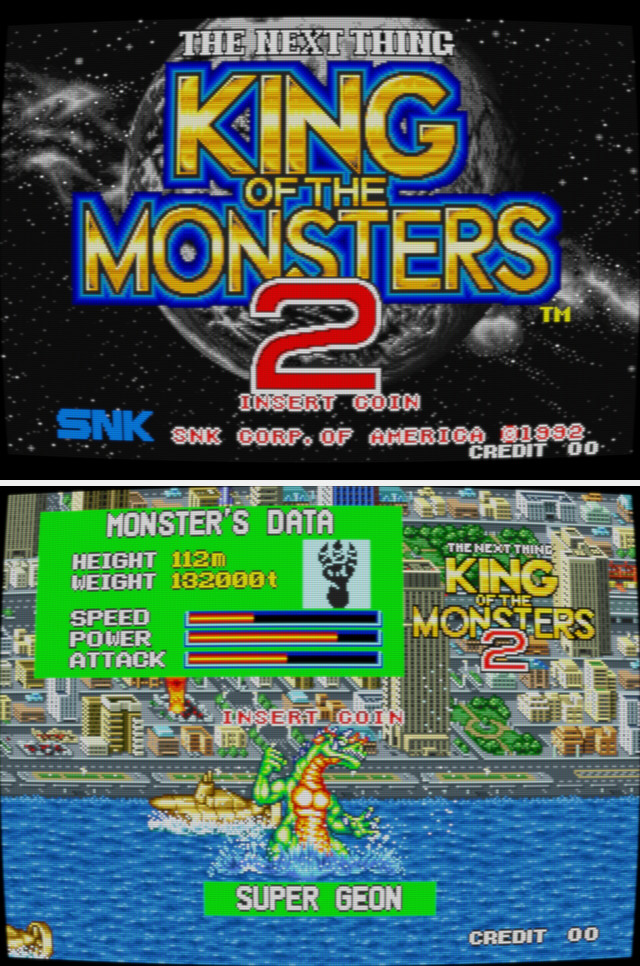 THE NEXT THING
KING
OF THE
MONSTERS
2
TM
INSERT COIN
SNK
SNK CORP. OF AMERICA ©1992
CREDIT 00
MONSTER'S DATA
HEIGHT 112m
WEIGHT 132000t
SPEED
POWER
ATTACK
THE NEXT THING
KING
OF THE
MONSTERS
2
INSERT COIN
SUPER GEON
CREDIT 00